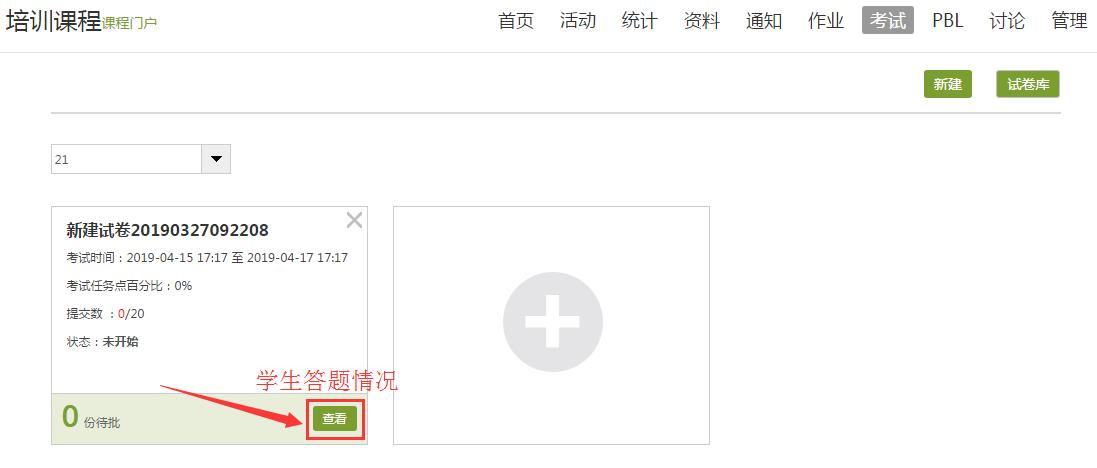 培训课程课程门户
首页 活动 统计 资料 通知 作业 考试 PBL 讨论 管理
新建 试卷库
21
新建试卷20190327092208
考试时间：2019-04-15 17:17 至 2019-04-17 17:17
考试任务点百分比：0%
提交数 ：0/20
状态：未开始
学生答题情况
0 份待批 查看